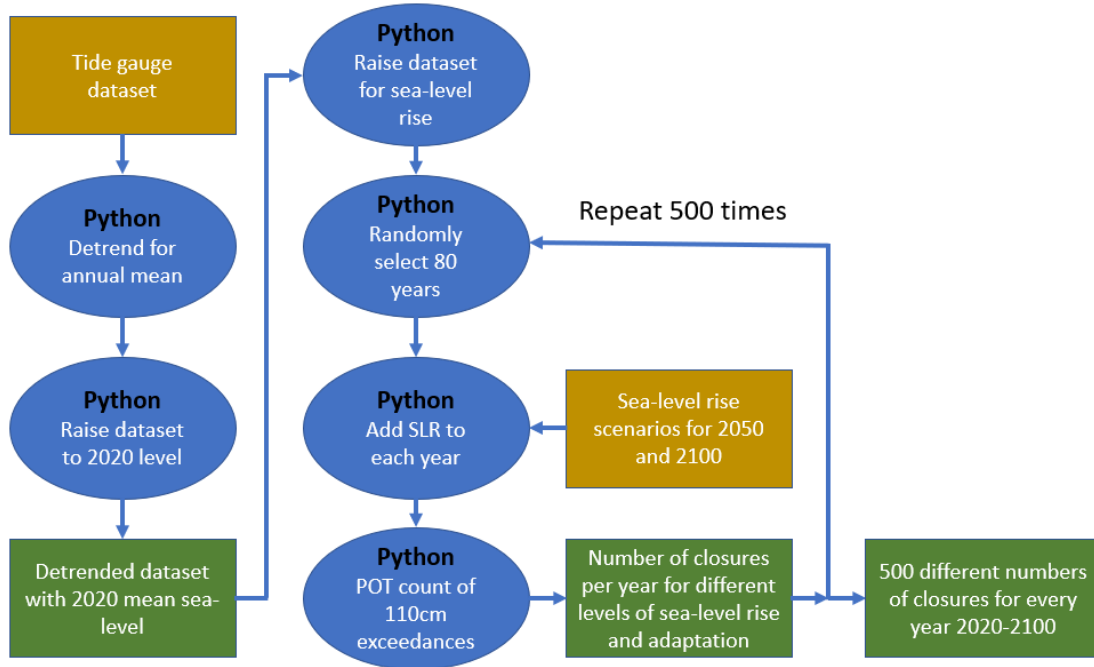 Tide gauge
dataset
Python
Detrend for
annual mean
Python
Raise dataset
to 2020 level
Detrended dataset
with 2020 mean sea-
level
Python
Raise dataset
for sea-level
rise
Python
Randomly
select 80
years
Repeat 500 times
Python
Add SLR to
each year
Sea-level rise
scenarios for 2050
and 2100
Python
POT count of
110cm
exceedances
Number of closures
per year for different
levels of sea-level rise
and adaptation
500 different numbers
of closures for every
year 2020-2100